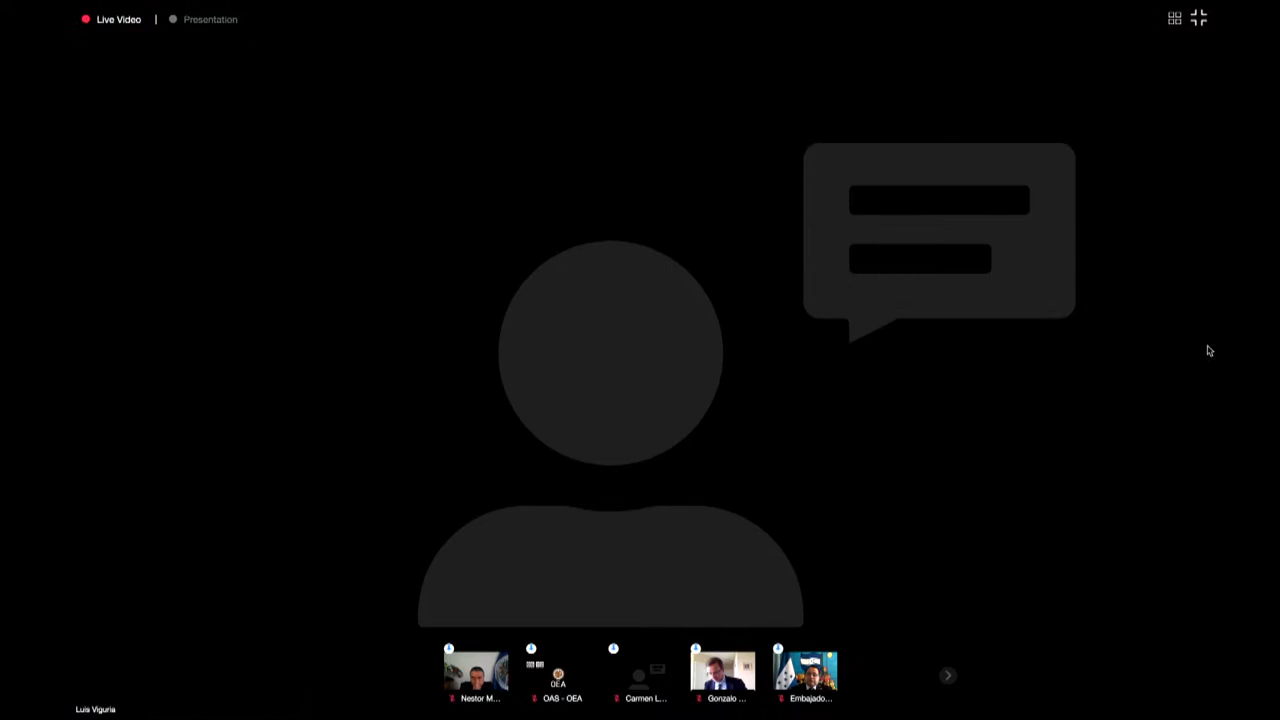 Live Video | Presentation
OEA
Nestor M...
OAS - OEA
Carmen L...
Gonzalo ...
Embajado...
Luis Viguria